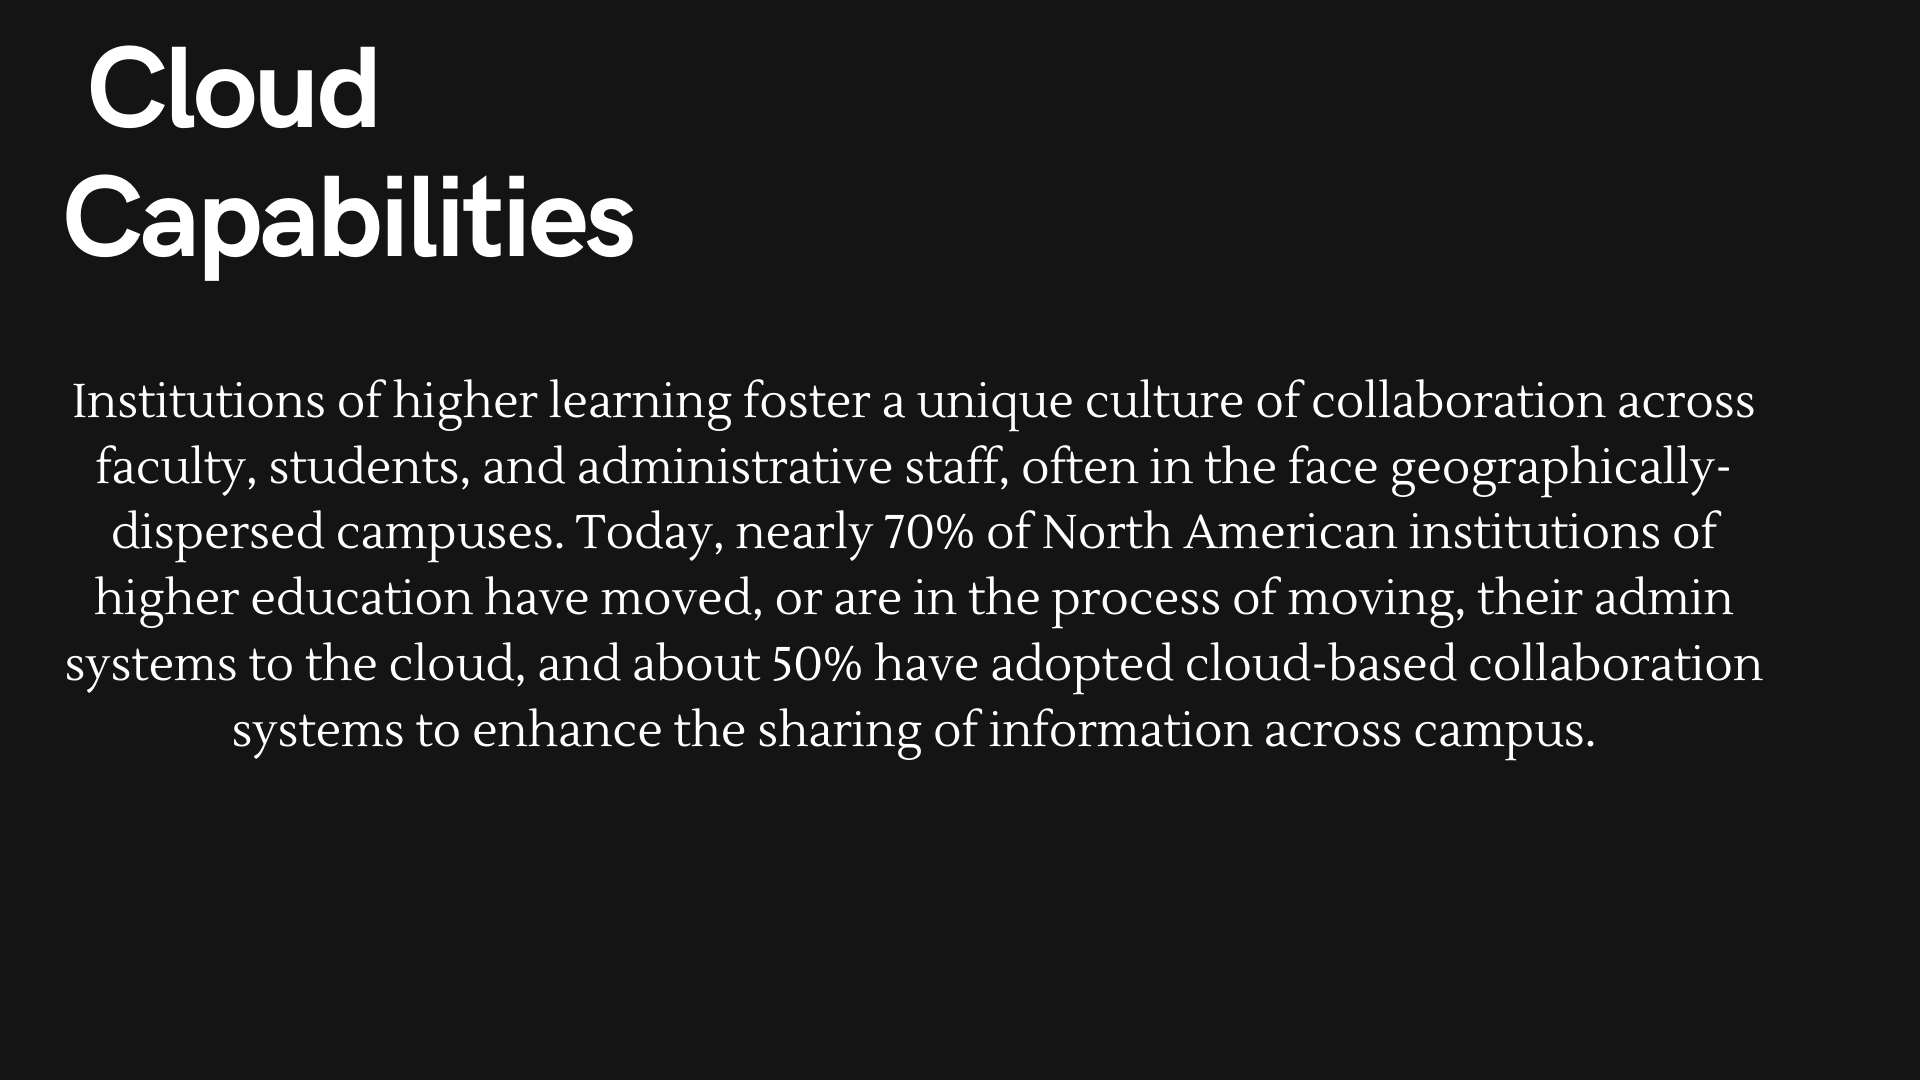 Cloud
Capabilities
Institutions of higher learning foster a unique culture of collaboration across
faculty, students, and administrative staff, often in the face geographically-
dispersed campuses. Today, nearly 70% of North American institutions of
higher education have moved, or are in the process of moving, their admin
systems to the cloud, and about 50% have adopted cloud-based collaboration
systems to enhance the sharing of information across campus.